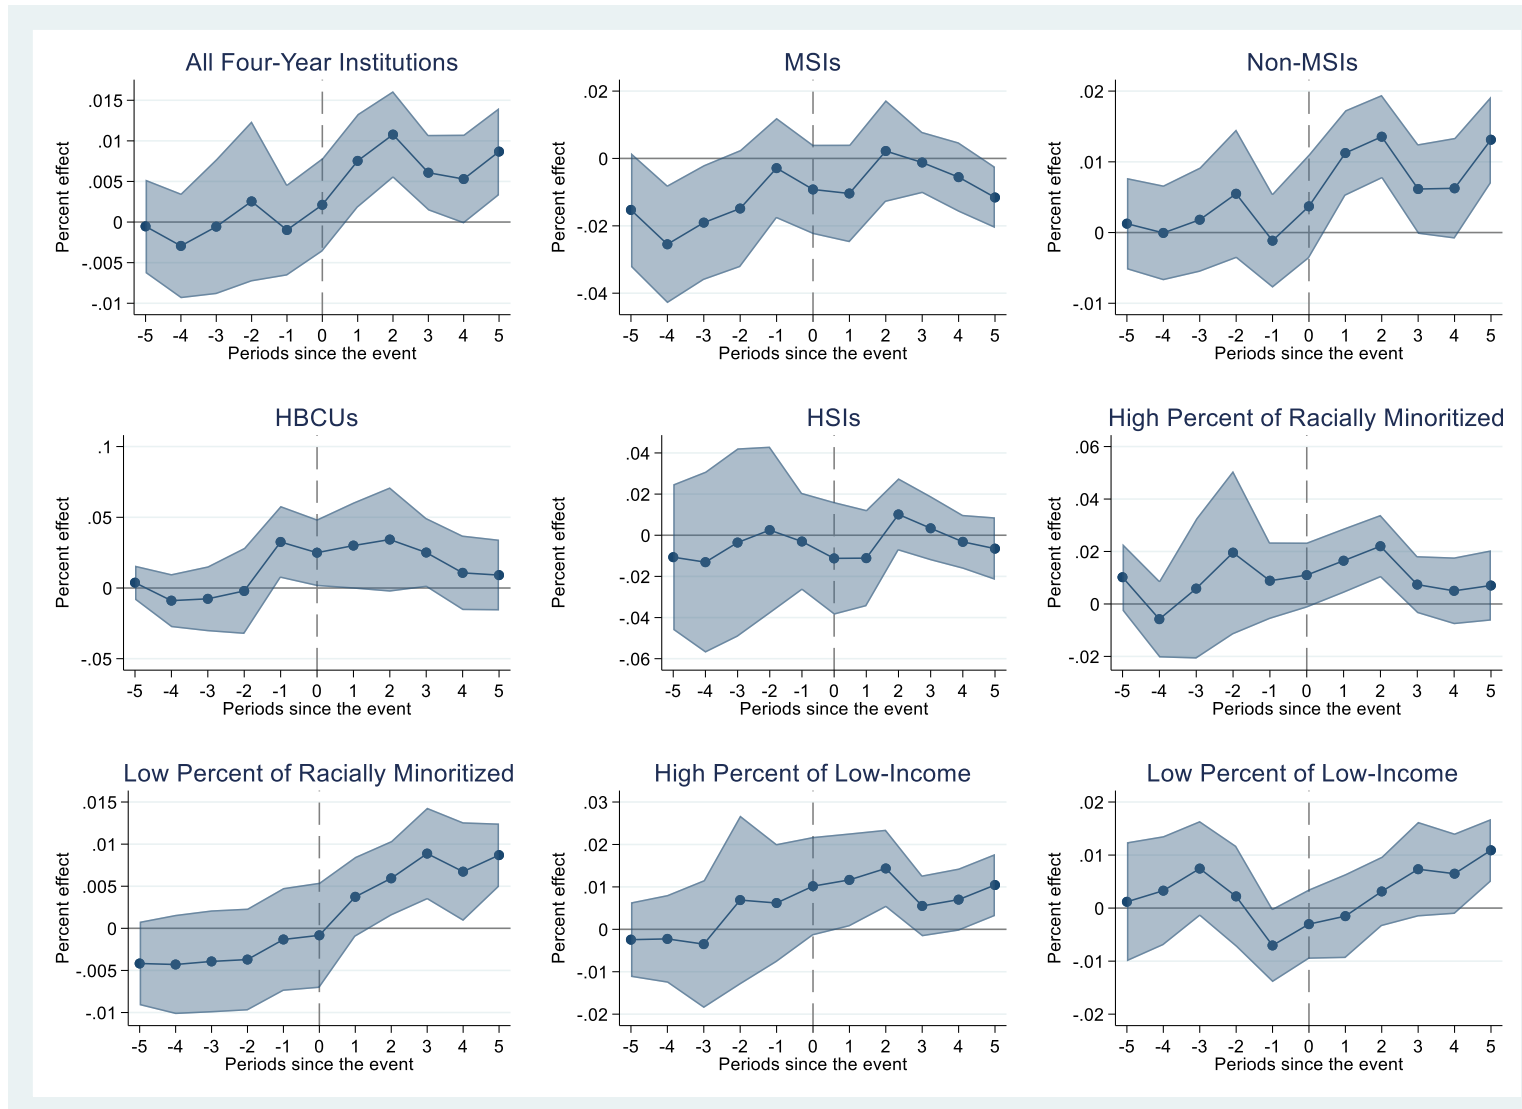 All Four-Year Institutions
Percent effect
.015
.01
.005
0
-.005
-.01
-5 -4 -3 -2 -1 0 1 2 3 4 5
Periods since the event
MSIs
Percent effect
.02
0
-.02
-.04
-5 -4 -3 -2 -1 0 1 2 3 4 5
Periods since the event
Non-MSIs
Percent effect
.02
.01
0
-.01
-5 -4 -3 -2 -1 0 1 2 3 4 5
Periods since the event
HBCUs
Percent effect
.1
.05
0
-.05
-5 -4 -3 -2 -1 0 1 2 3 4 5
Periods since the event
HSIs
Percent effect
.04
.02
0
-.02
-.04
-.06
-5 -4 -3 -2 -1 0 1 2 3 4 5
Periods since the event
High Percent of Racially Minoritized
Percent effect
.06
.04
.02
0
-.02
-5 -4 -3 -2 -1 0 1 2 3 4 5
Periods since the event
Low Percent of Racially Minoritized
Percent effect
.015
.01
.005
0
-.005
-.01
-5 -4 -3 -2 -1 0 1 2 3 4 5
Periods since the event
High Percent of Low-Income
Percent effect
.03
.02
.01
0
-.01
-.02
-5 -4 -3 -2 -1 0 1 2 3 4 5
Periods since the event
Low Percent of Low-Income
Percent effect
.02
.01
0
-.01
-.02
-5 -4 -3 -2 -1 0 1 2 3 4 5
Periods since the event